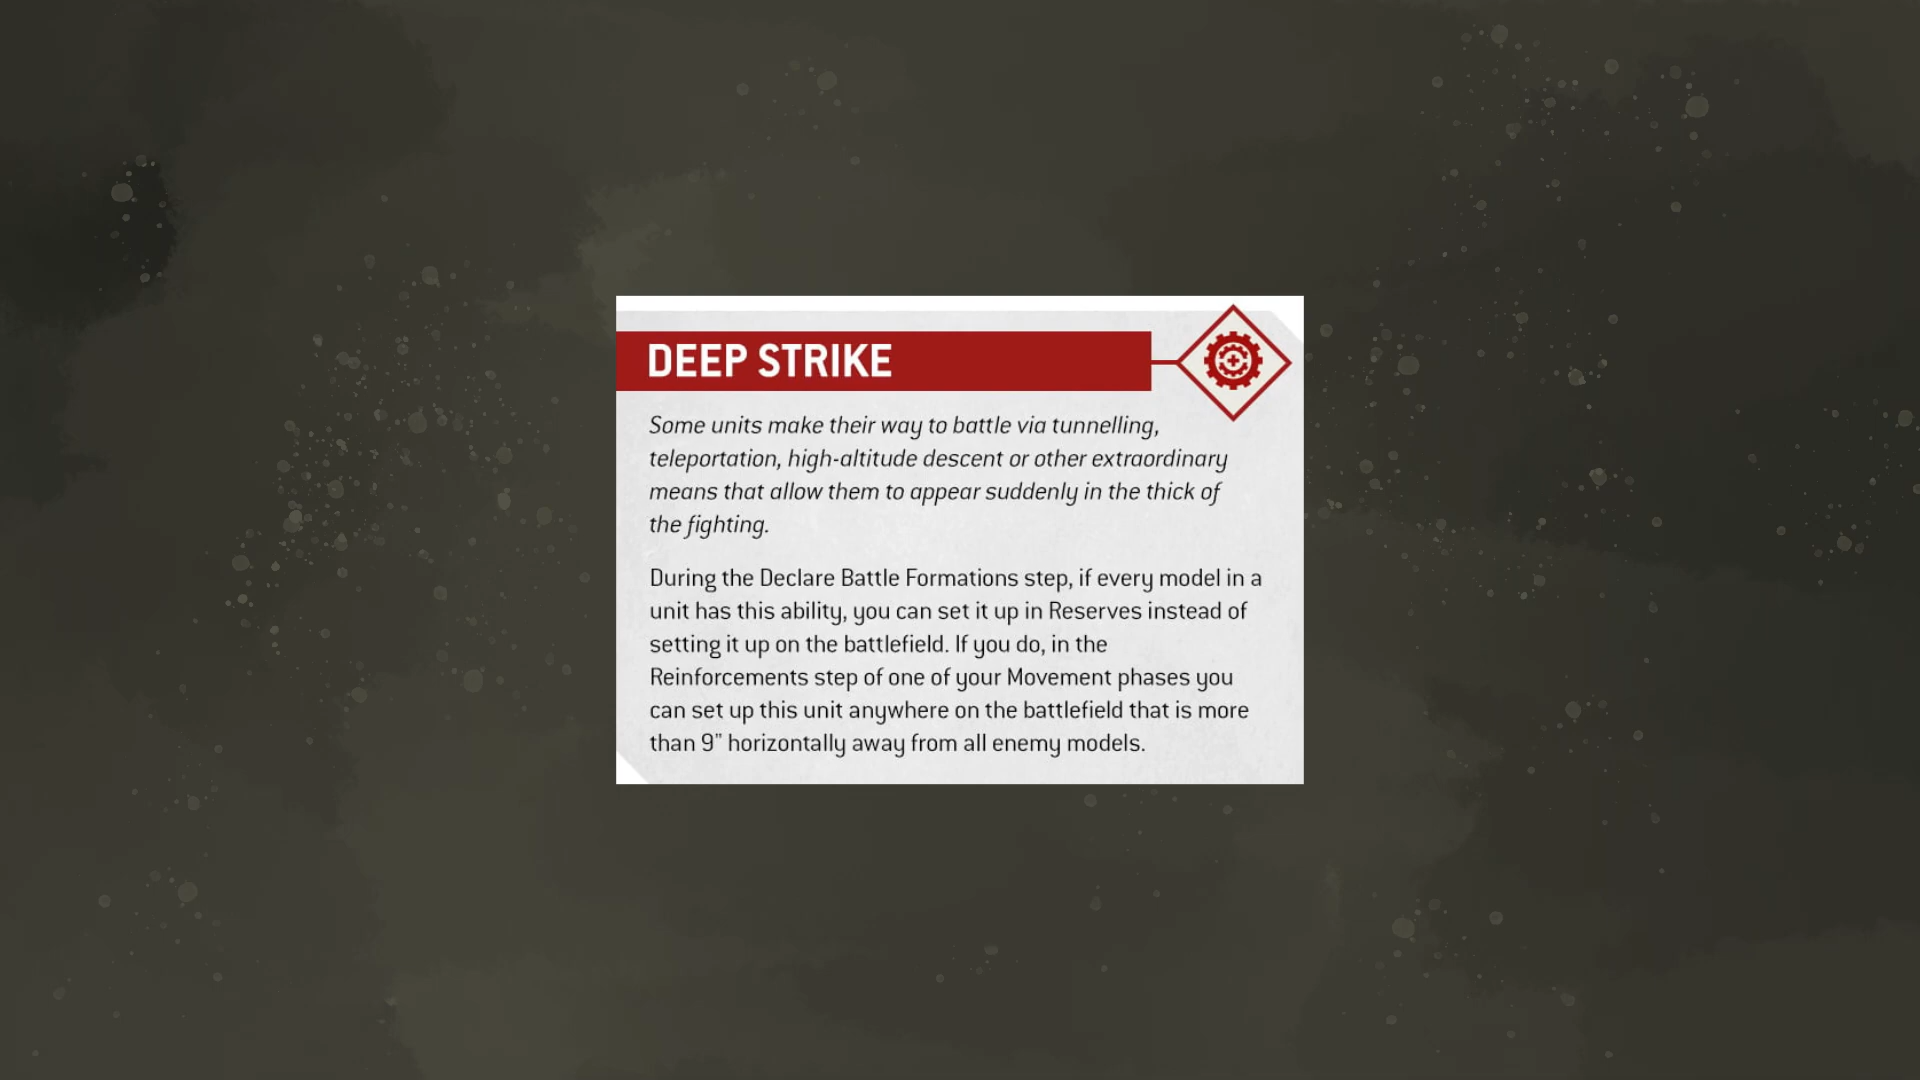 DEEP STRIKE
Some units make their way to battle via tunnelling,
teleportation, high-altitude descent or other extraordinary
means that allow them to appear suddenly in the thick of
the fighting.
During the Declare Battle Formations step, if every model in a
unit has this ability, you can set it up in Reserves instead of
setting it up on the battlefield. If you do, in the
Reinforcements step of one of your Movement phases you
can set up this unit anywhere on the battlefield that is more
than 9" horizontally away from all enemy models.